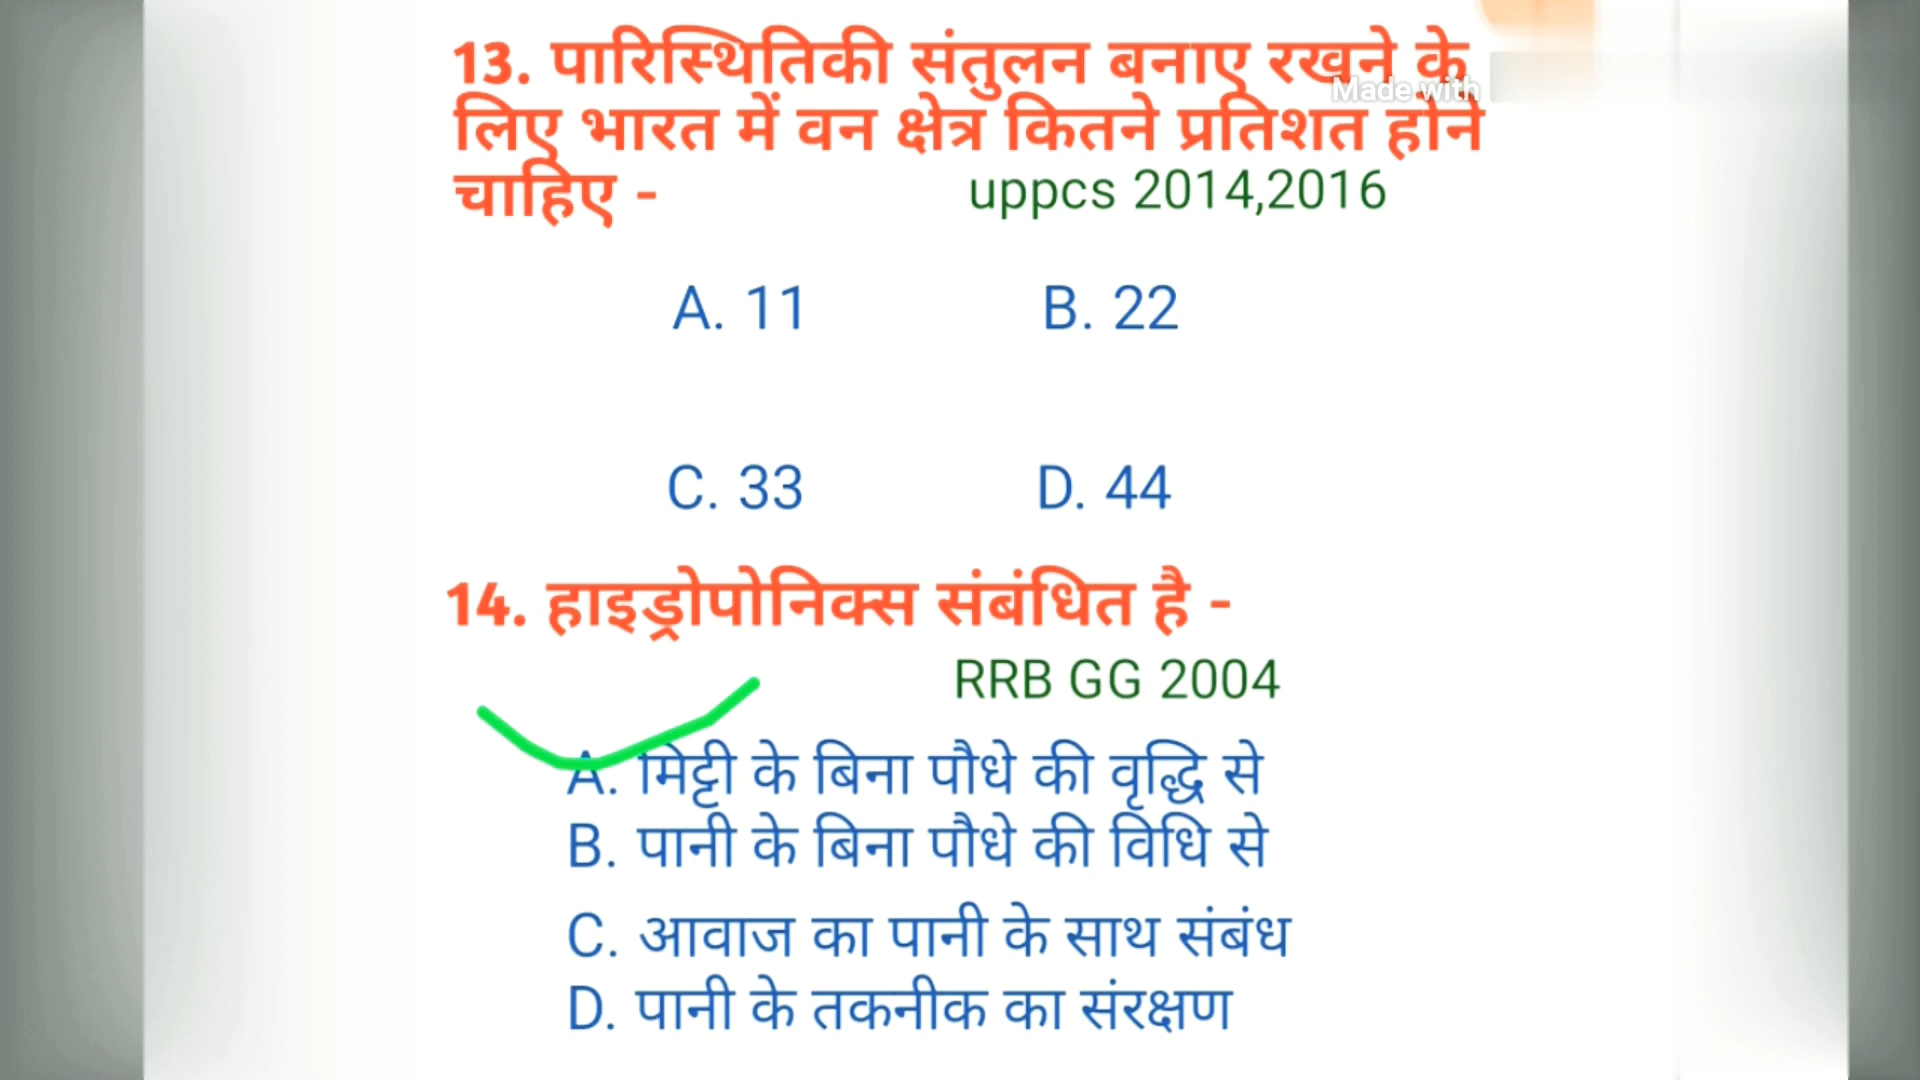 13. पारिस्थितिकी संतुलन बनाए रखने के
Made with
लिए भारत में वन क्षेत्र कितने प्रतिशत होने
चाहिए -
uppcs 2014,2016
A. 11
B. 22
C. 33
D. 44
14. हाइड्रोपोनिक्स संबंधित है -
RRB GG 2004
A. मिट्टी के बिना पौधे की वृद्धि से
B. पानी के बिना पौधे की विधि से
C. आवाज का पानी के साथ संबंध
D. पानी के तकनीक का संरक्षण